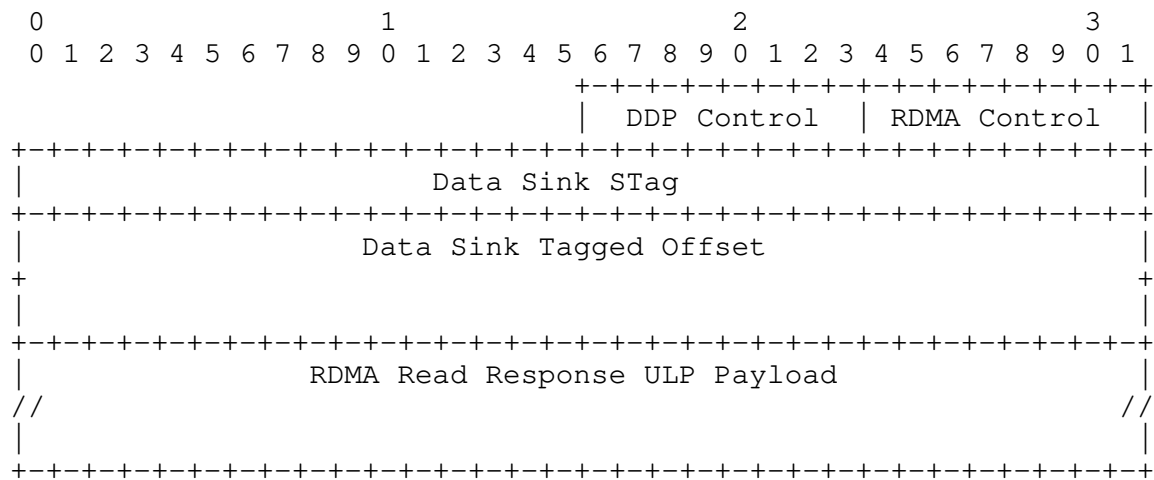 0                   1                   2                   3
 0 1 2 3 4 5 6 7 8 9 0 1 2 3 4 5 6 7 8 9 0 1 2 3 4 5 6 7 8 9 0 1
                                +-+-+-+-+-+-+-+-+-+-+-+-+-+-+-+-+
                                |  DDP Control  | RDMA Control  |
+-+-+-+-+-+-+-+-+-+-+-+-+-+-+-+-+-+-+-+-+-+-+-+-+-+-+-+-+-+-+-+-+
|                       Data Sink STag                          |
+-+-+-+-+-+-+-+-+-+-+-+-+-+-+-+-+-+-+-+-+-+-+-+-+-+-+-+-+-+-+-+-+
|                   Data Sink Tagged Offset                     |
+                                                               +
|                                                               |
+-+-+-+-+-+-+-+-+-+-+-+-+-+-+-+-+-+-+-+-+-+-+-+-+-+-+-+-+-+-+-+-+
|                RDMA Read Response ULP Payload                 |
//                                                             //
|                                                               |
+-+-+-+-+-+-+-+-+-+-+-+-+-+-+-+-+-+-+-+-+-+-+-+-+-+-+-+-+-+-+-+-+